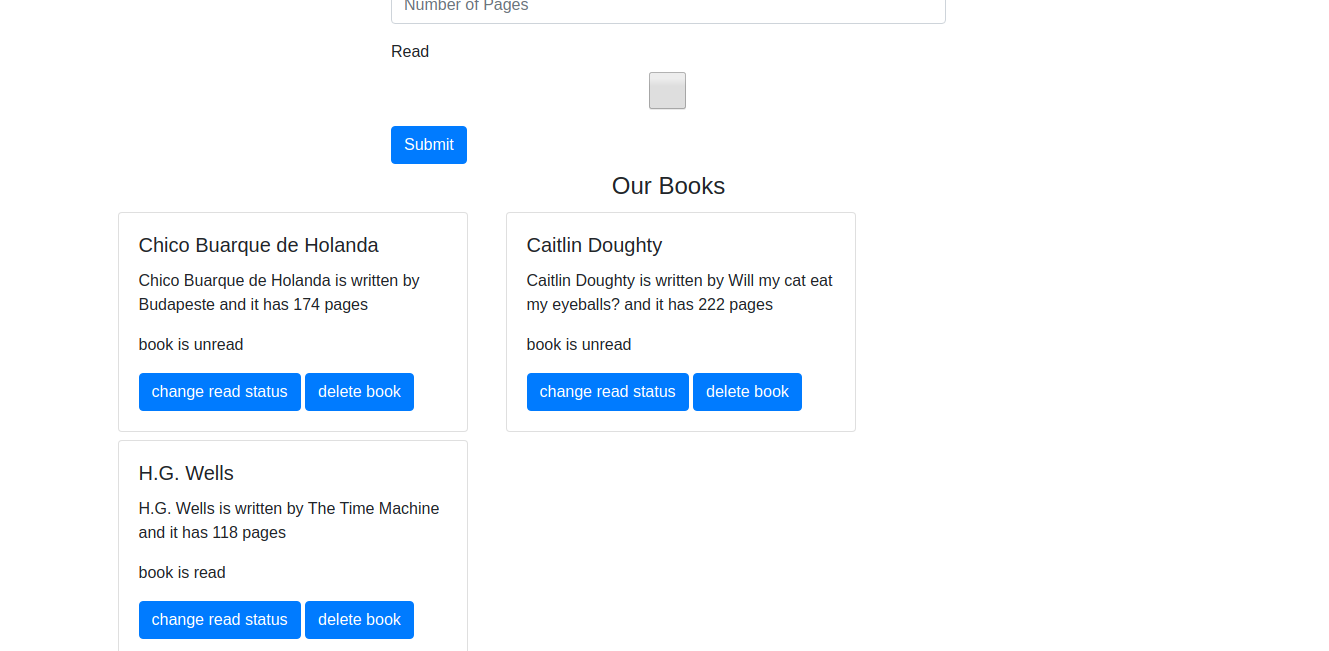 Number of Pages
Read
Submit
Our Books
Chico Buarque de Holanda
Chico Buarque de Holanda is written by
Budapeste and it has 174 pages
book is unread
change read status delete book
Caitlin Doughty
Caitlin Doughty is written by Will my cat eat
my eyeballs? and it has 222 pages
book is unread
change read status delete book
H.G. Wells
H.G. Wells is written by The Time Machine
and it has 118 pages
book is read
change read status delete book